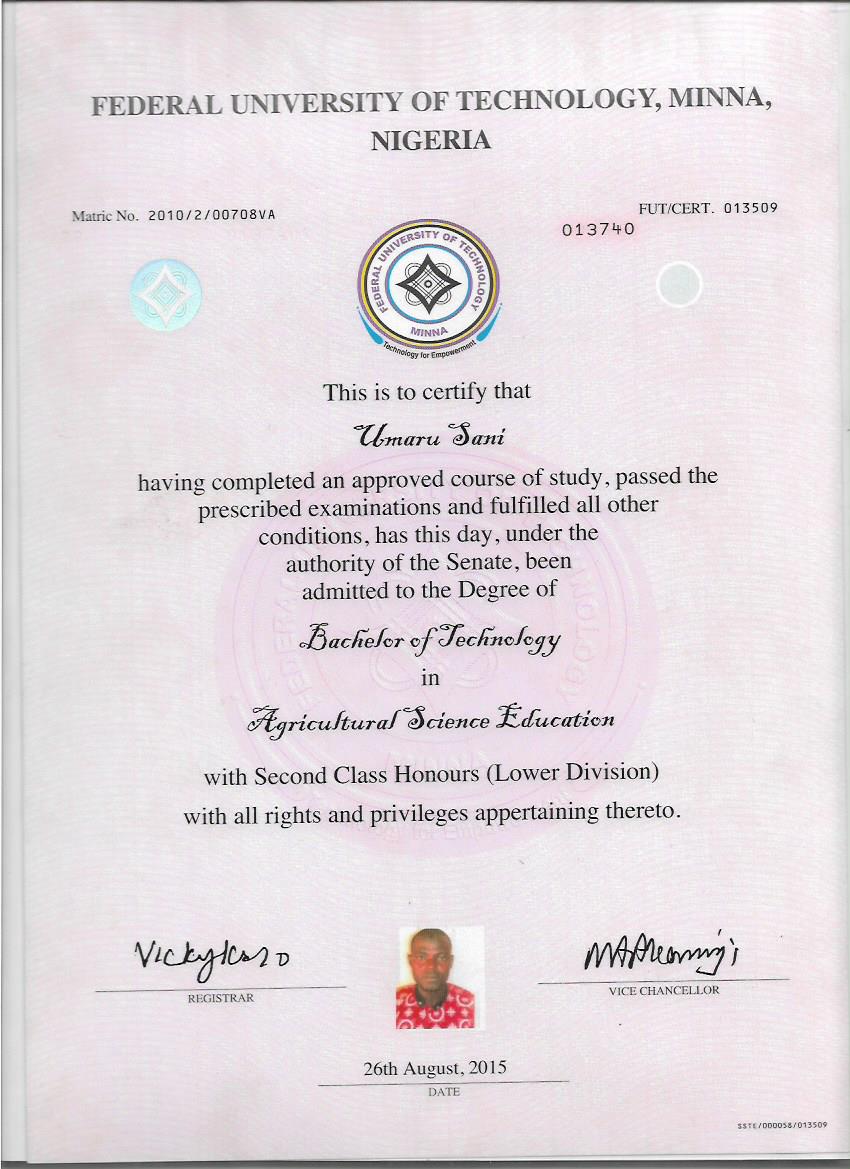 FEDERAL UNIVERSITY OF TECHNOLOGY, MINNA,
NIGERIA
Matric No. 2010/2/00708VA
FUT/CERT. 013509
013740
FEDERAL UNIVERSITY OF TECHNOLOGY
MINNA
Technology for Empowerment
This is to certify that
Umaru Sani
having completed an approved course of study, passed the
prescribed examinations and fulfilled all other
conditions, has this day, under the
authority of the Senate, been
admitted to the Degree of
Bachelor of Technology
in
Agricultural Science Education
with Second Class Honours (Lower Division)
with all rights and privileges appertaining thereto.
REGISTRAR
VICE CHANCELLOR
26th August, 2015
DATE
SSTE/000058/013509